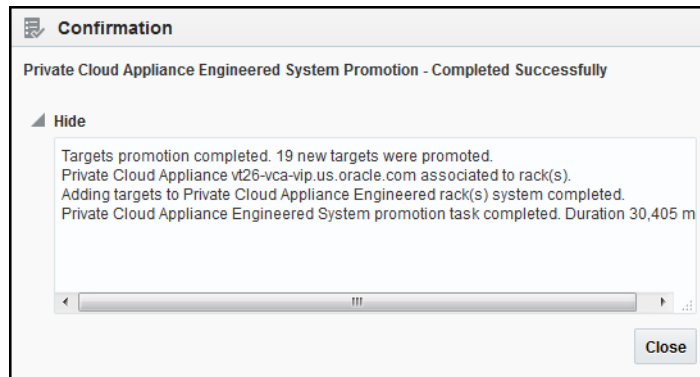 Confirmation
Private Cloud Appliance Engineered System Promotion - Completed Successfully
Hide
Targets promotion completed. 19 new targets were promoted.
Private Cloud Appliance vt26-vca-vip.us.oracle.com associated to rack(s).
Adding targets to Private Cloud Appliance Engineered rack(s) system completed.
Private Cloud Appliance Engineered System promotion task completed. Duration 30,405 m
Close